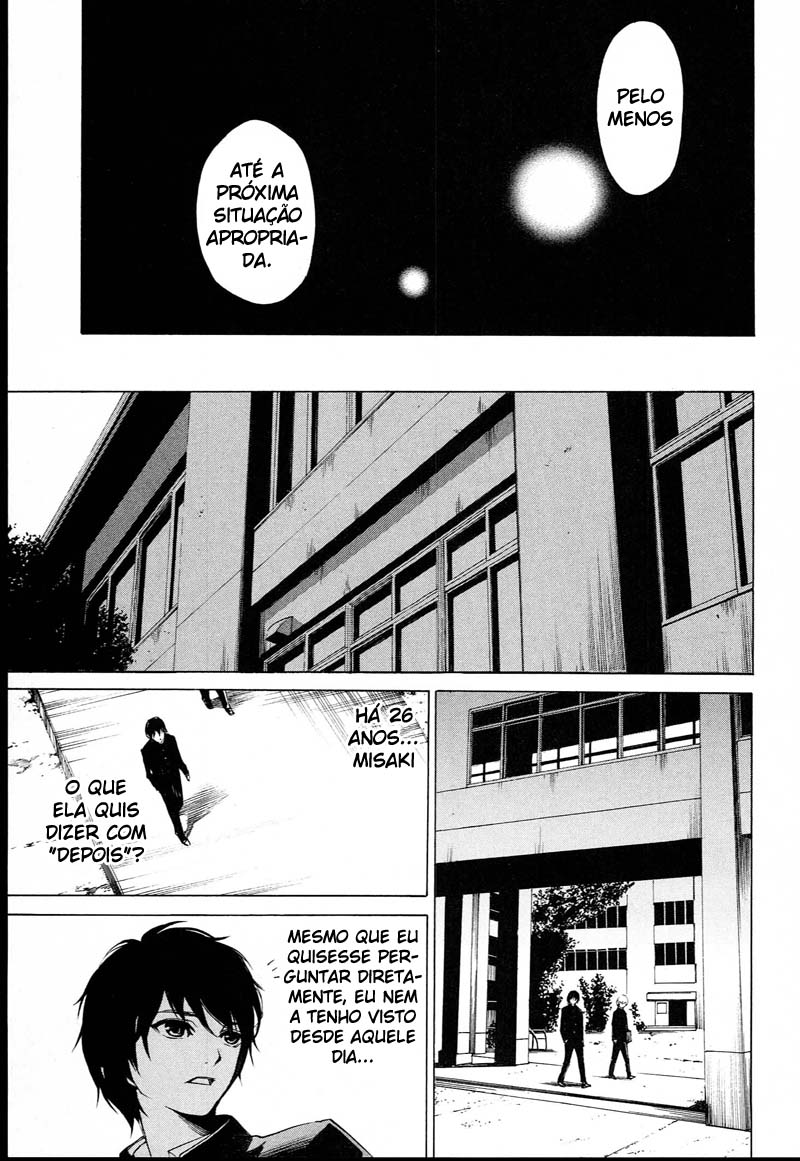 PELO
MENOS
ATÉ A
PRÓXIMA
SITUAÇÃO
APROPRIA-
DA.
HÁ 26
ANOS...
MISAKI
O QUE
ELA QUIS
DIZER COM
"DEPOIS"?
MESMO QUE EU
QUISESSE PER-
GUNTAR DIRETA-
MENTE, EU NEM
A TENHO VISTO
DESDE AQUELE
DIA...